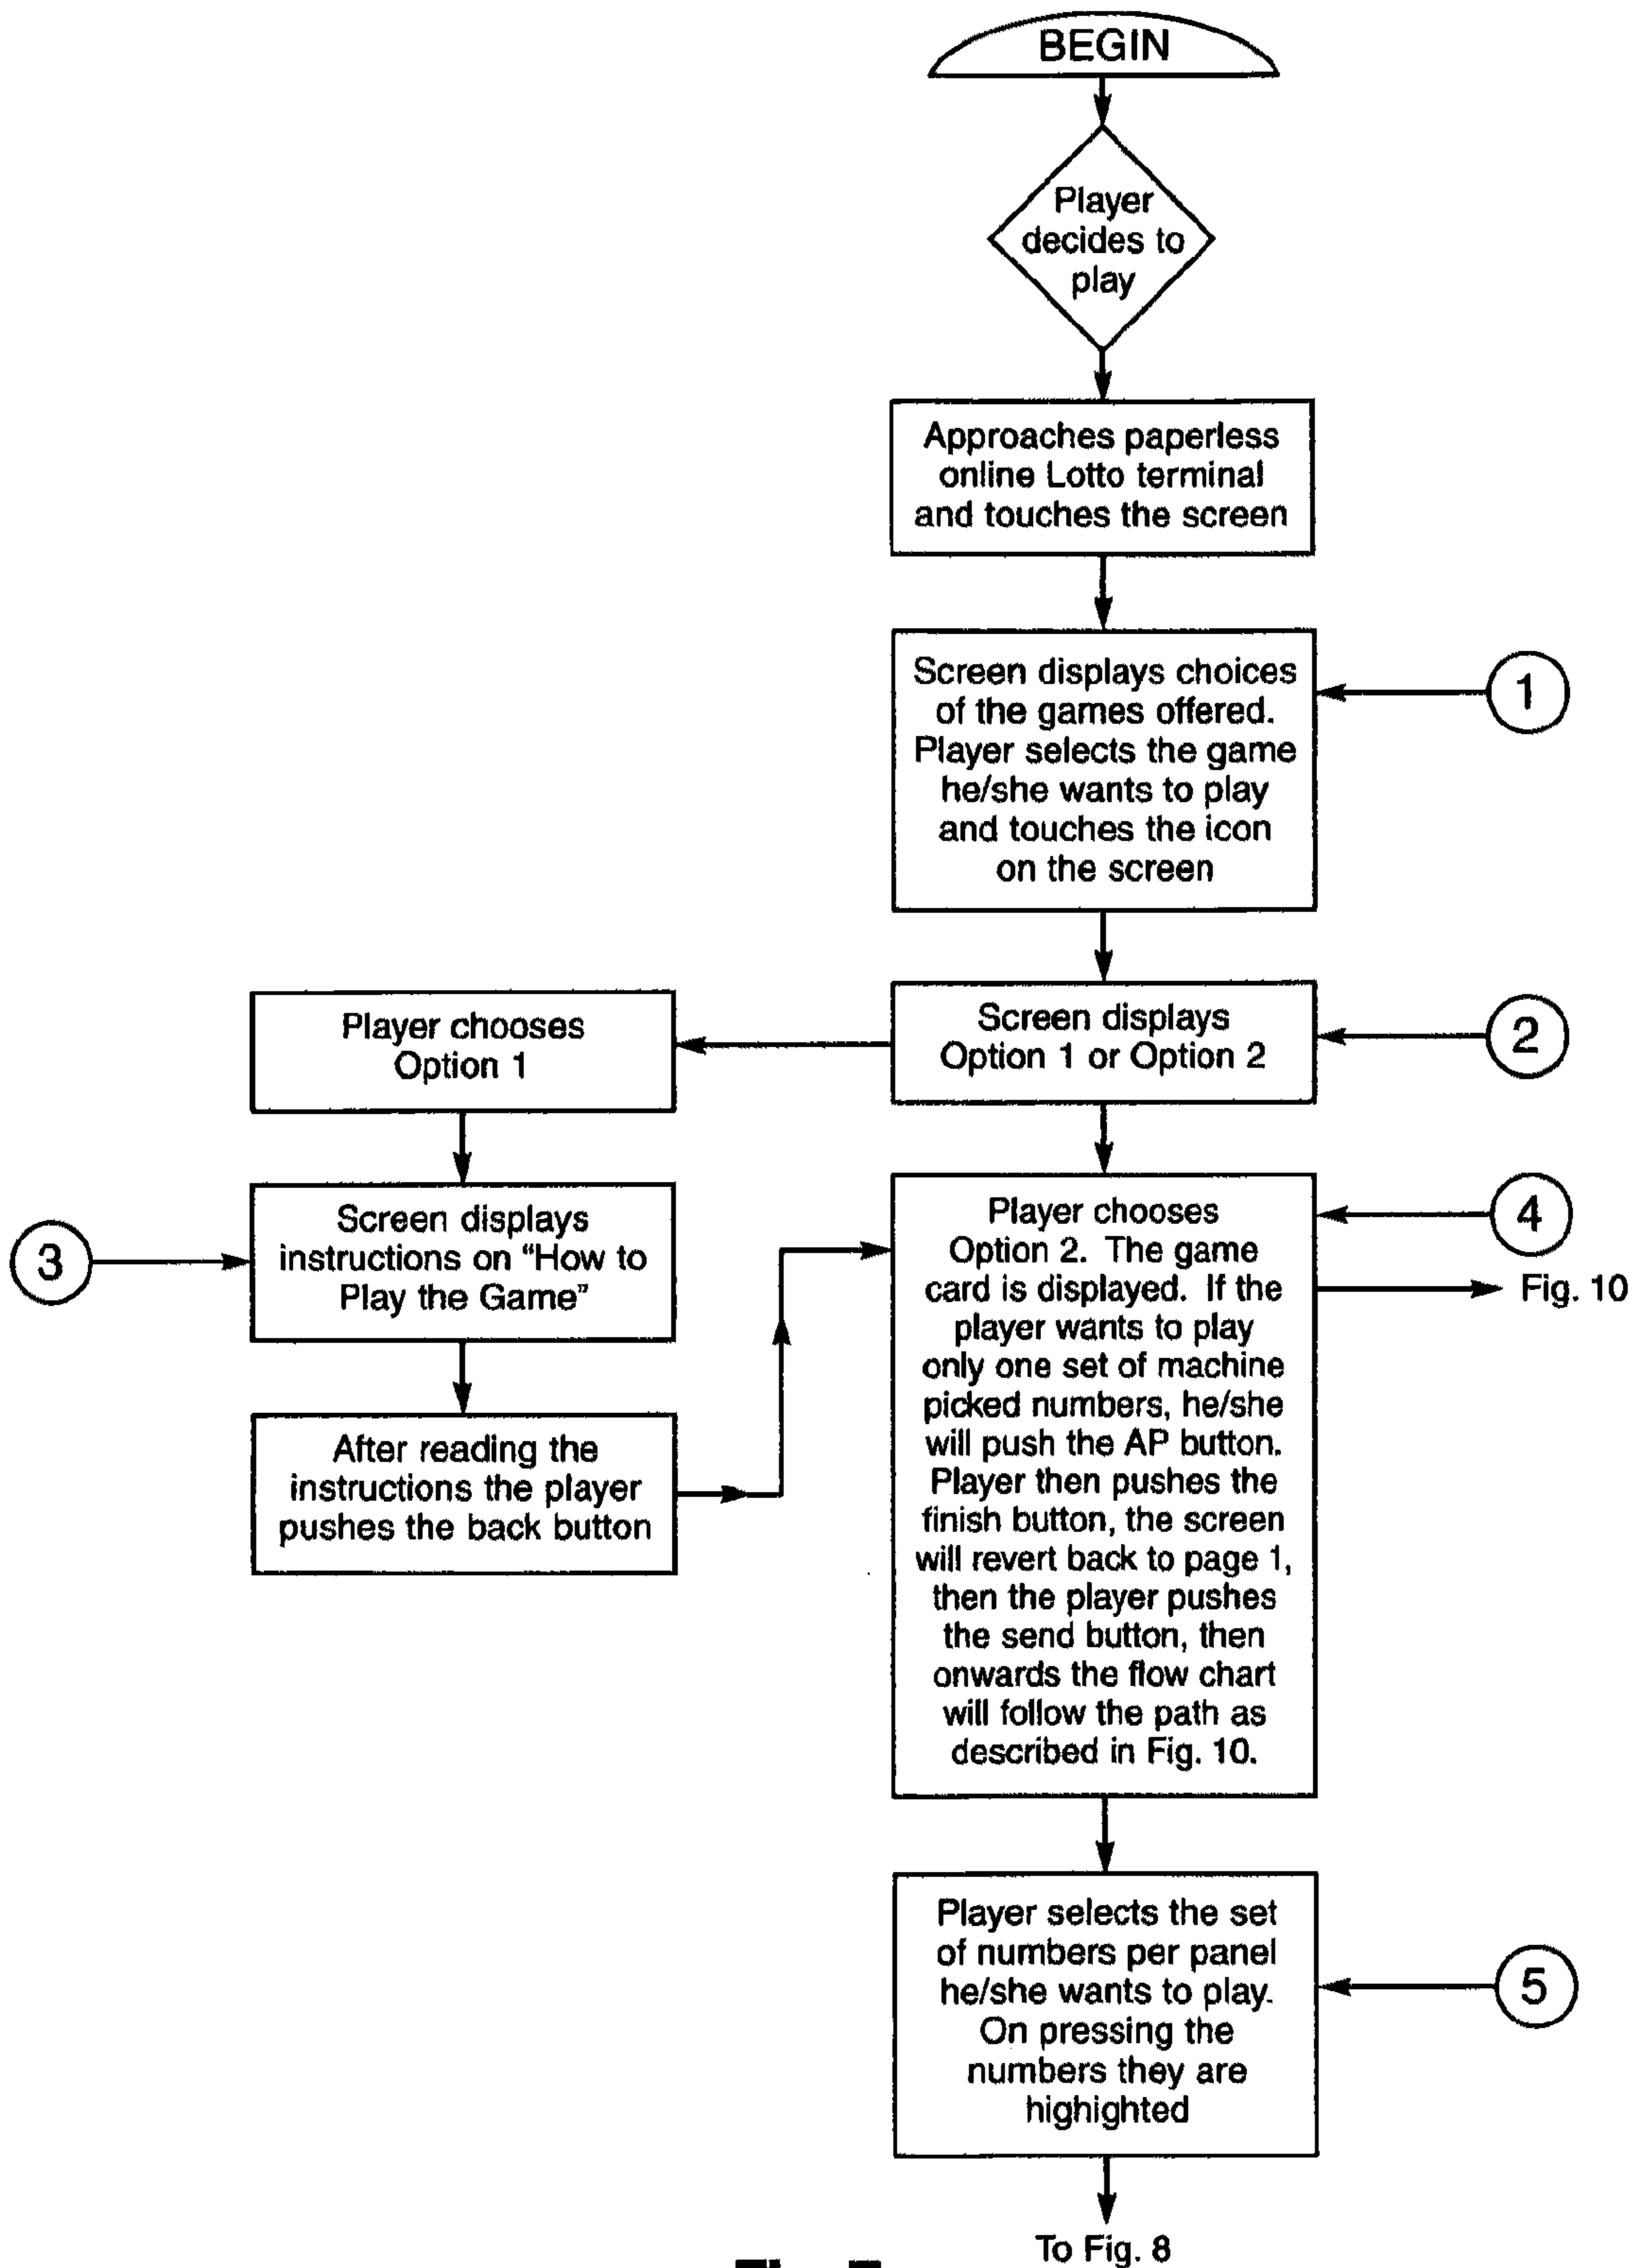 BEGIN
Player
decides to
play
Approaches paperless
online Lotto terminal
and touches the screen
Screen displays choices
of the games offered.
Player selects the game
he/she wants to play
and touches the icon
on the screen
1
Player chooses
Option 1
Screen displays
Option 1 or Option 2
2
3
Screen displays
instructions on “How to
Play the Game”
After reading the
instructions the player
pushes the back button
Player chooses
Option 2. The game
card is displayed. If the
player wants to play
only one set of machine
picked numbers, he/she
will push the AP button.
Player then pushes the
finish button, the screen
will revert back to page 1,
then the player pushes
the send button, then
onwards the flow chart
will follow the path as
described in Fig. 10.
4
Fig. 10
Player selects the set
of numbers per panel
he/she wants to play.
On pressing the
numbers they are
highighted
5
To Fig. 8